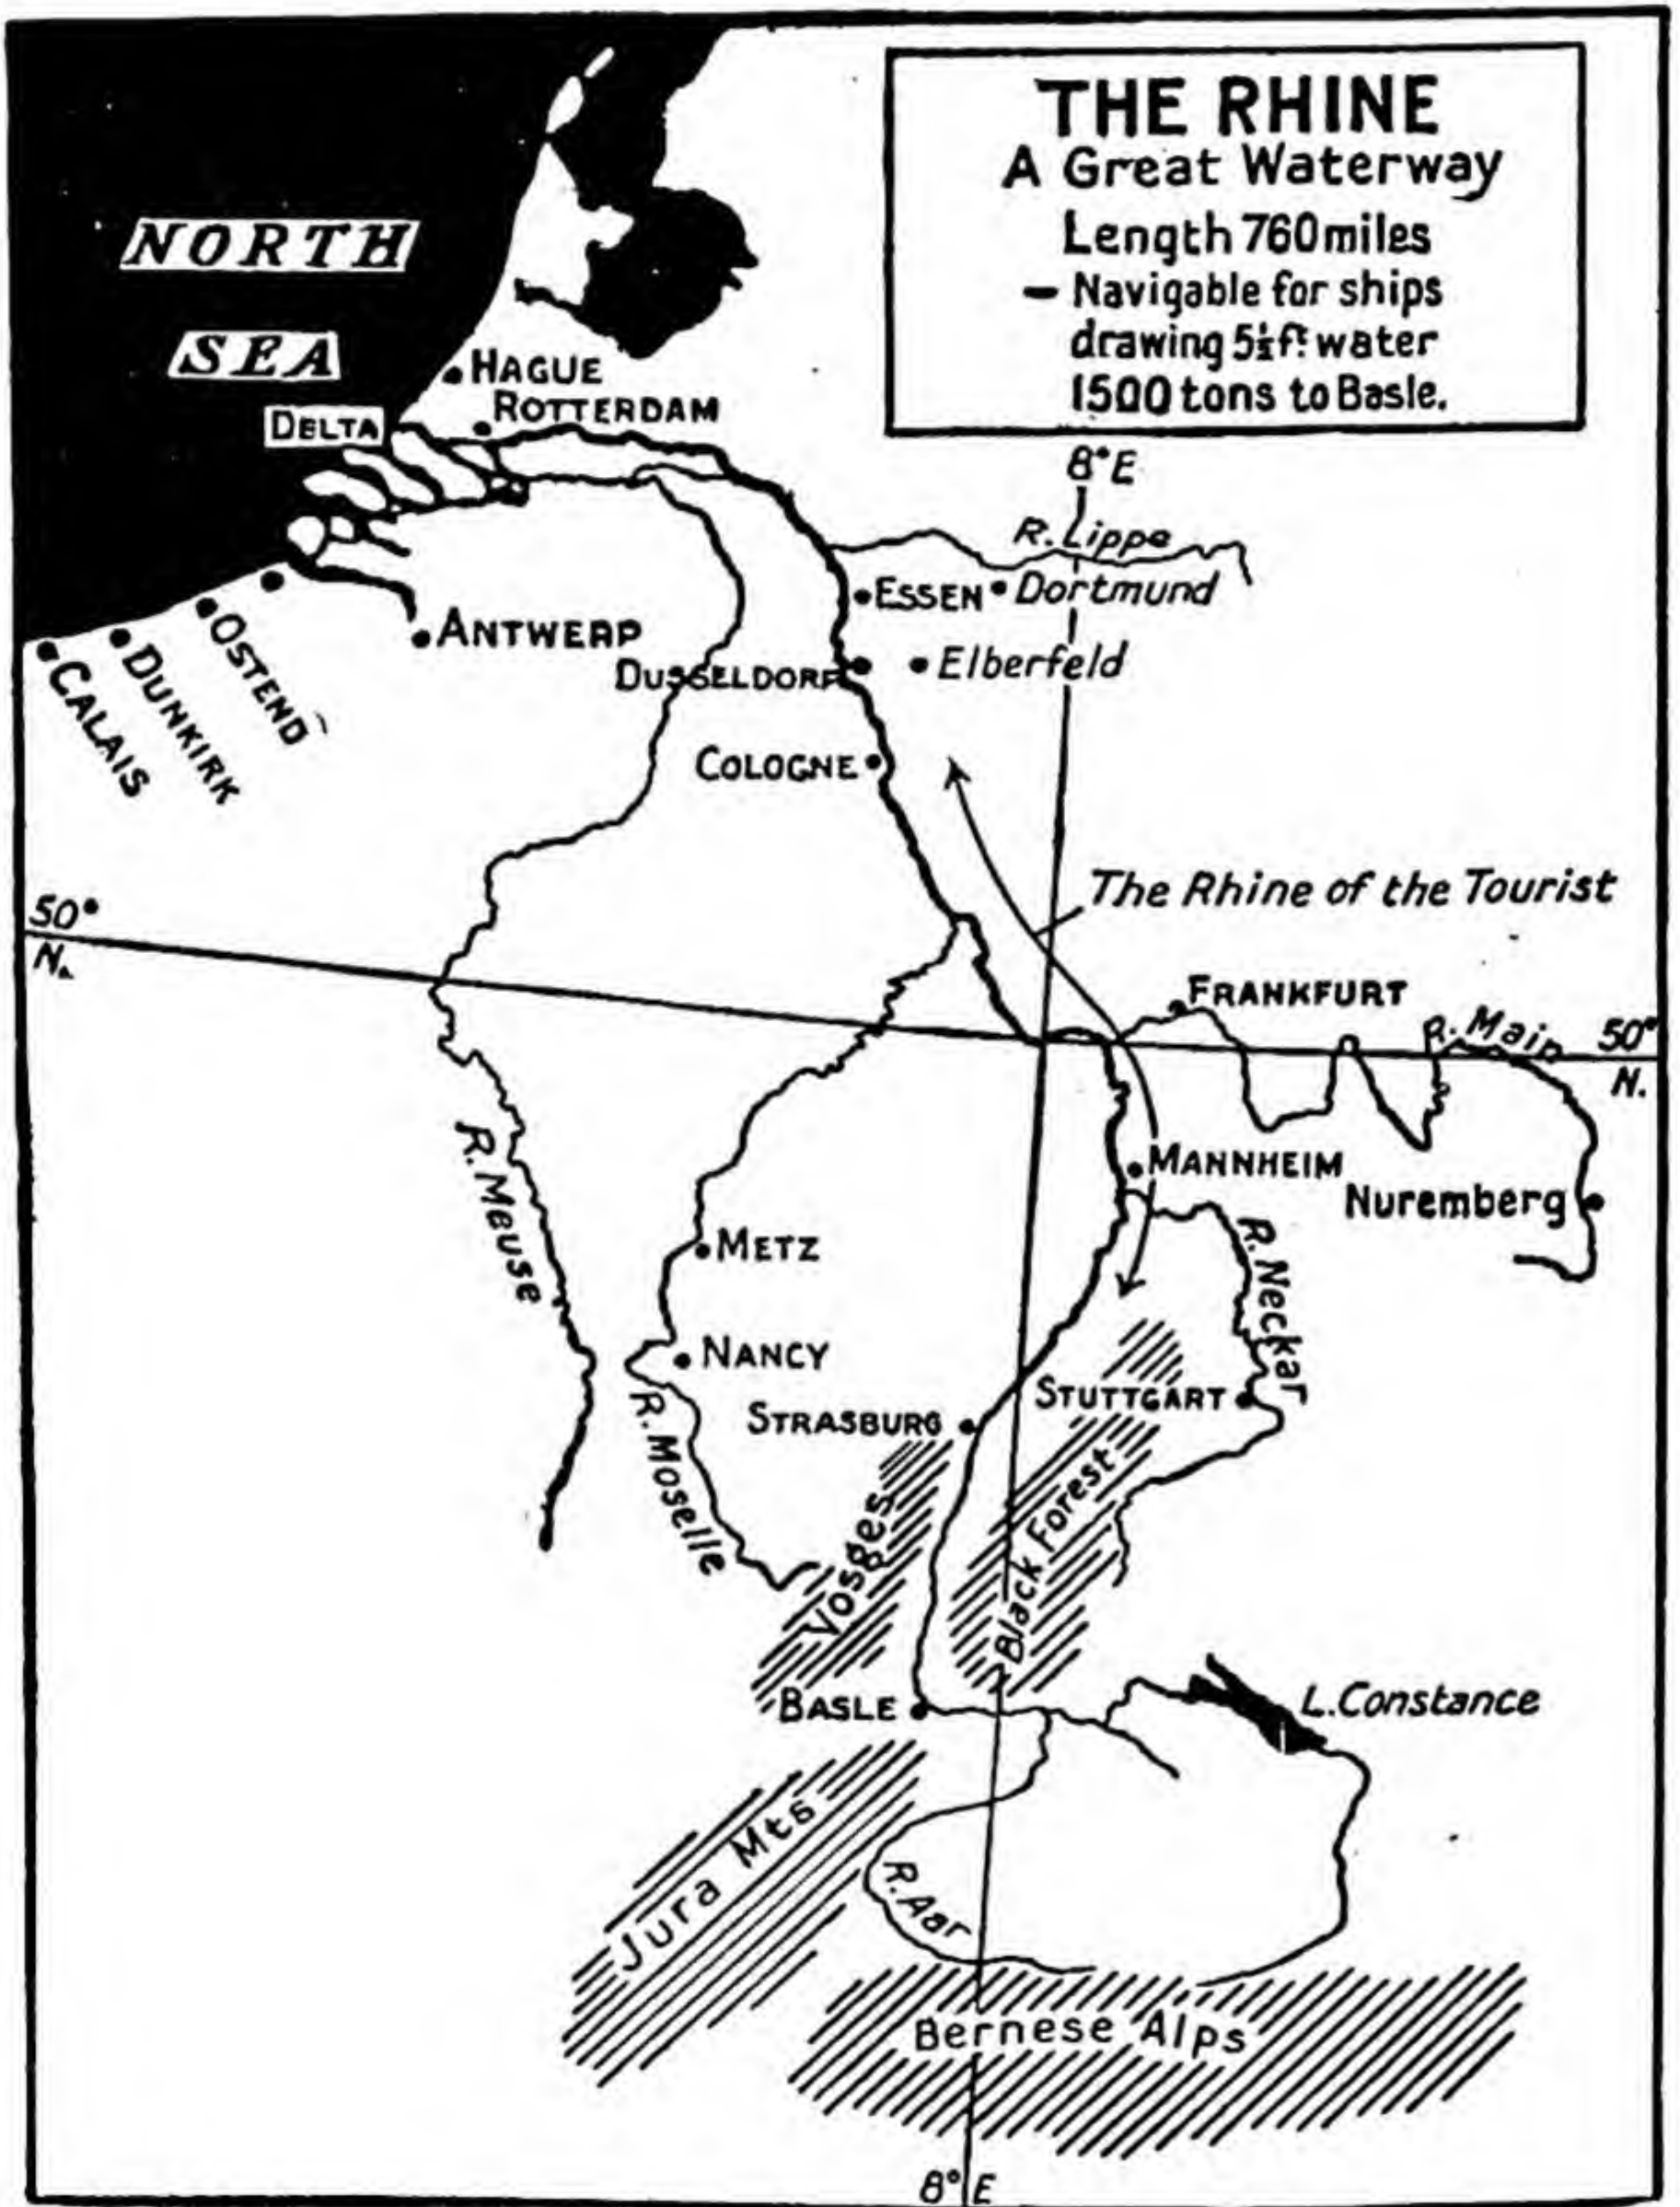 THE RHINE
A Great Waterway
Length 760 miles
– Navigable for ships
drawing 5½ ft. water
1500 tons to Basle.
NORTH
SEA
HAGUE
ROTTERDAM
DELTA
8°E
R. Lippe
ESSEN
Dortmund
ANTWERP
OSTEND
DUNKIRK
CALAIS
DUSSELDORF
Elberfeld
COLOGNE
The Rhine of the Tourist
50°
N.
FRANKFURT
R. Main
50°
N.
R. Meuse
MANNHEIM
Nuremberg
METZ
R. Neckar
NANCY
STUTTGART
STRASBURG
R. Moselle
Vosges
Black Forest
BASLE
L. Constance
Jura Mts
R. Aar
Bernese Alps
8° E